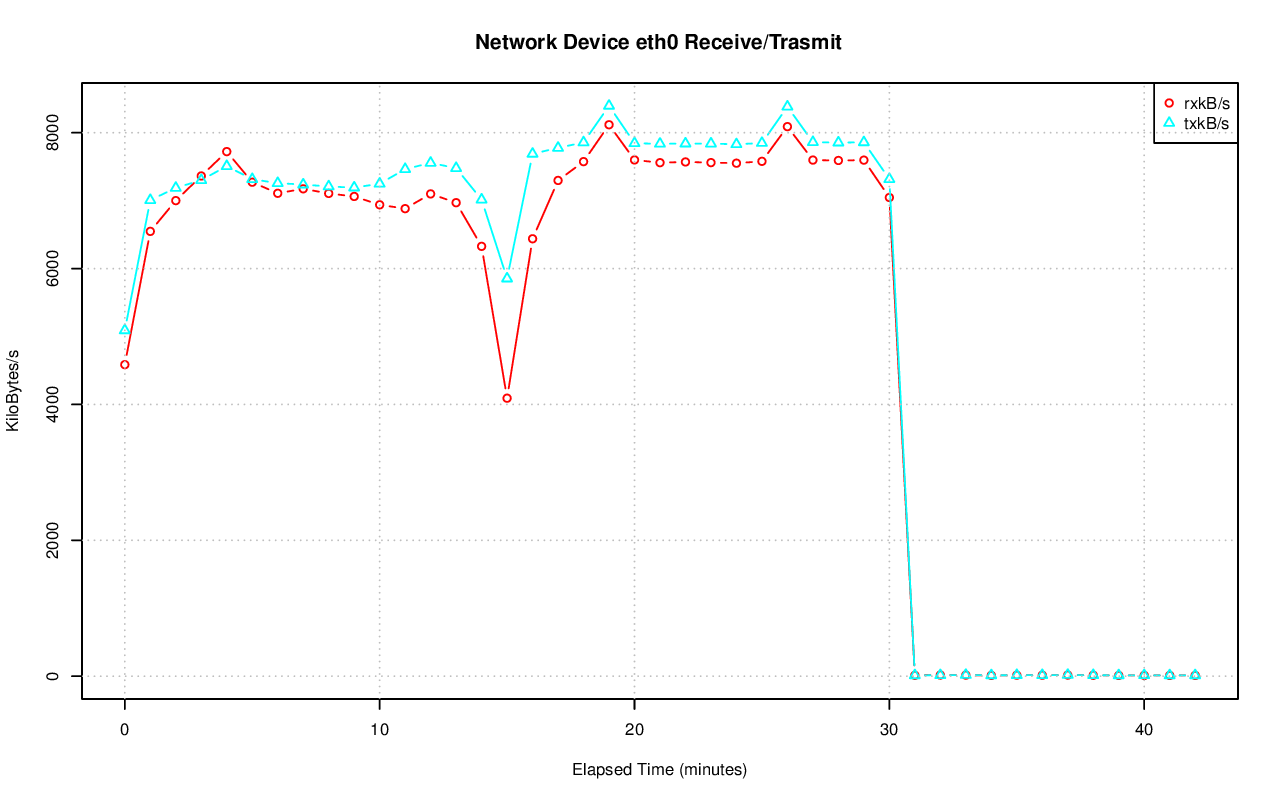 Network Device eth0 Receive/Trasmit
rxkB/s
txkB/s
8000
6000
4000
2000
0
KiloBytes/s
0 10 20 30 40
Elapsed Time (minutes)